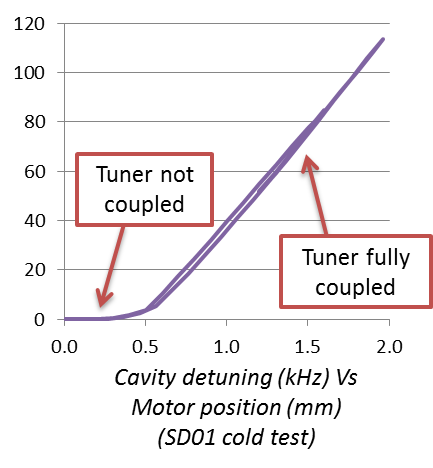 120
100
80
60
40
20
0
Tuner not
coupled
Tuner fully
coupled
0.0 0.5 1.0 1.5 2.0
Cavity detuning (kHz) Vs
Motor position (mm)
(SD01 cold test)